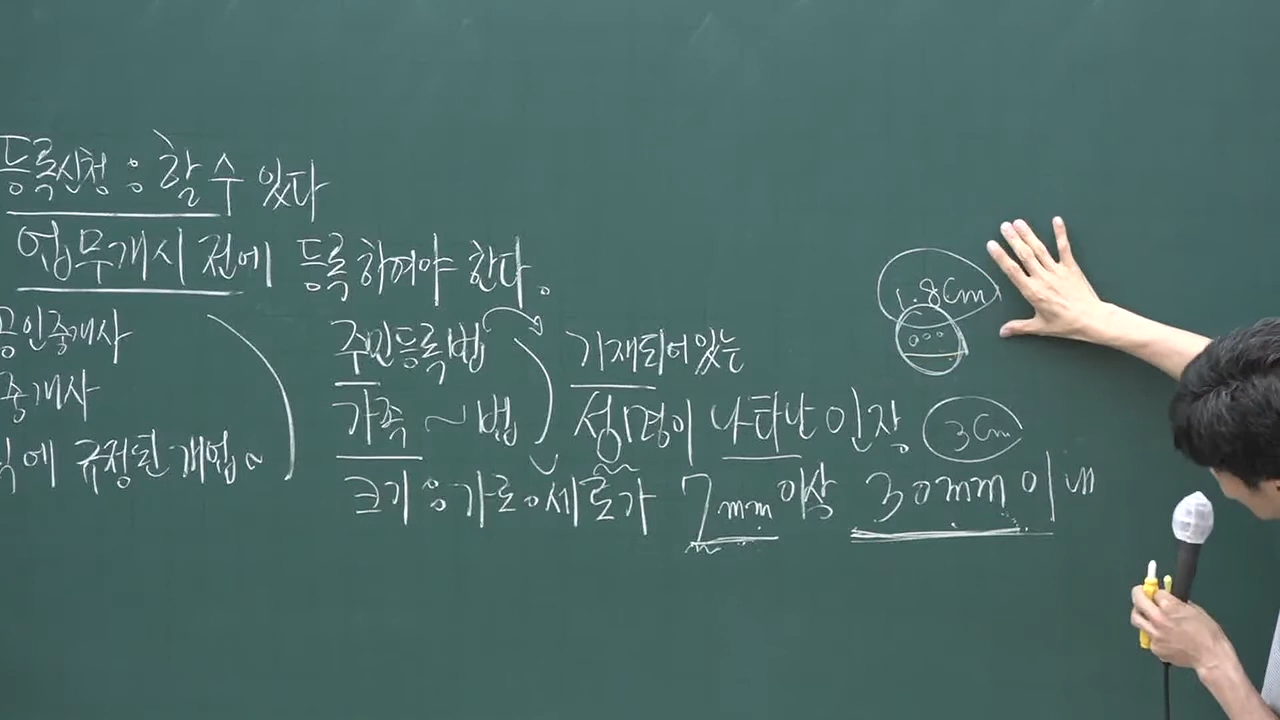 등록신청 : 할 수 있다
업무개시 전에 등록하여야 한다.
공인중개사
중개사
에 규정된 개업
주민등록법 기재되어있는
가족 ~ 법 성명이 나타난 인장
크기 : 가로·세로가 7mm 이상 30mm 이내
1.8cm
3cm